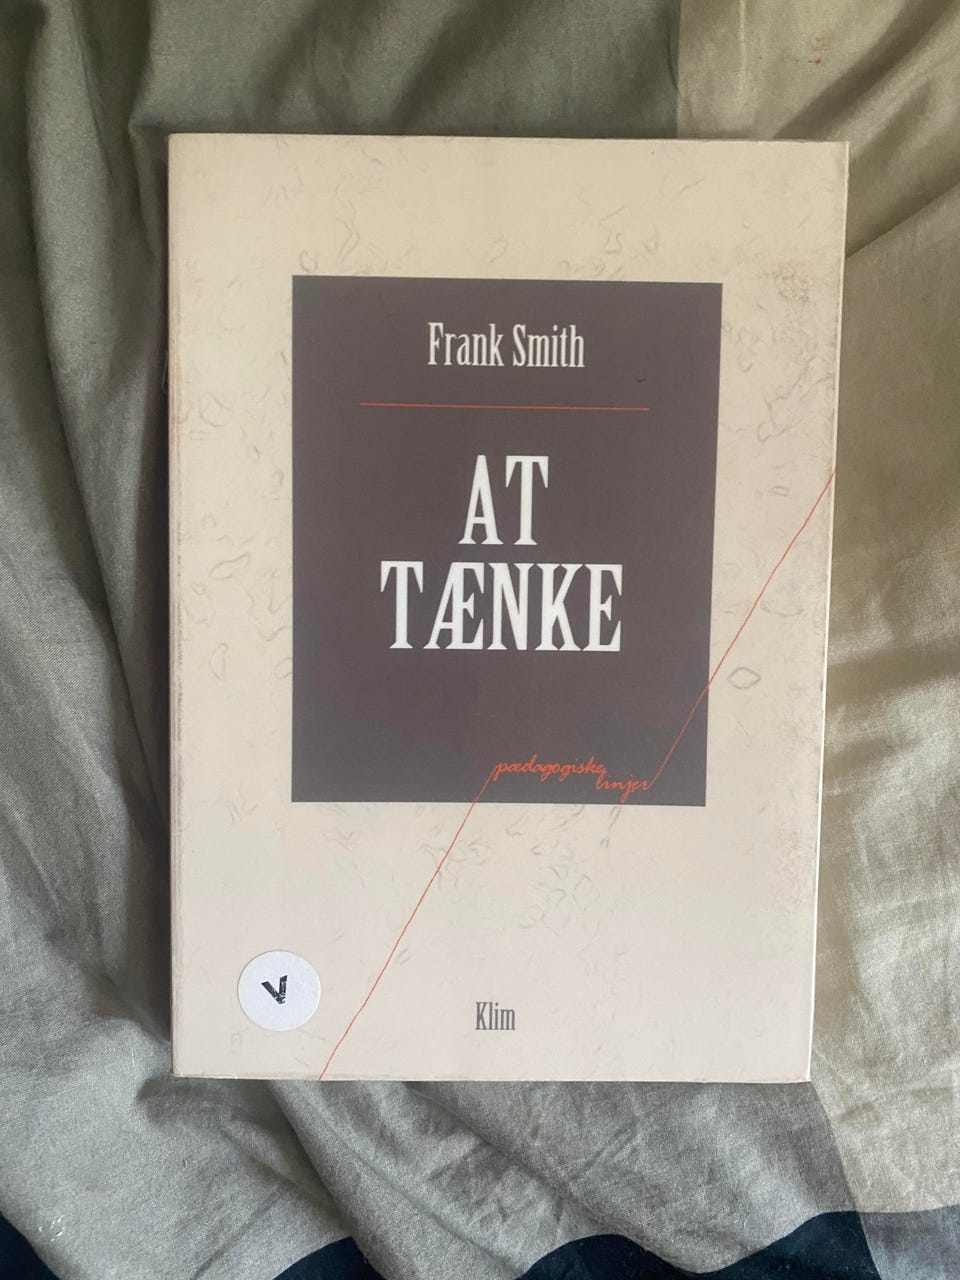 Frank Smith
AT
TÆNKE
pædagogiske
linjer
V
Klim